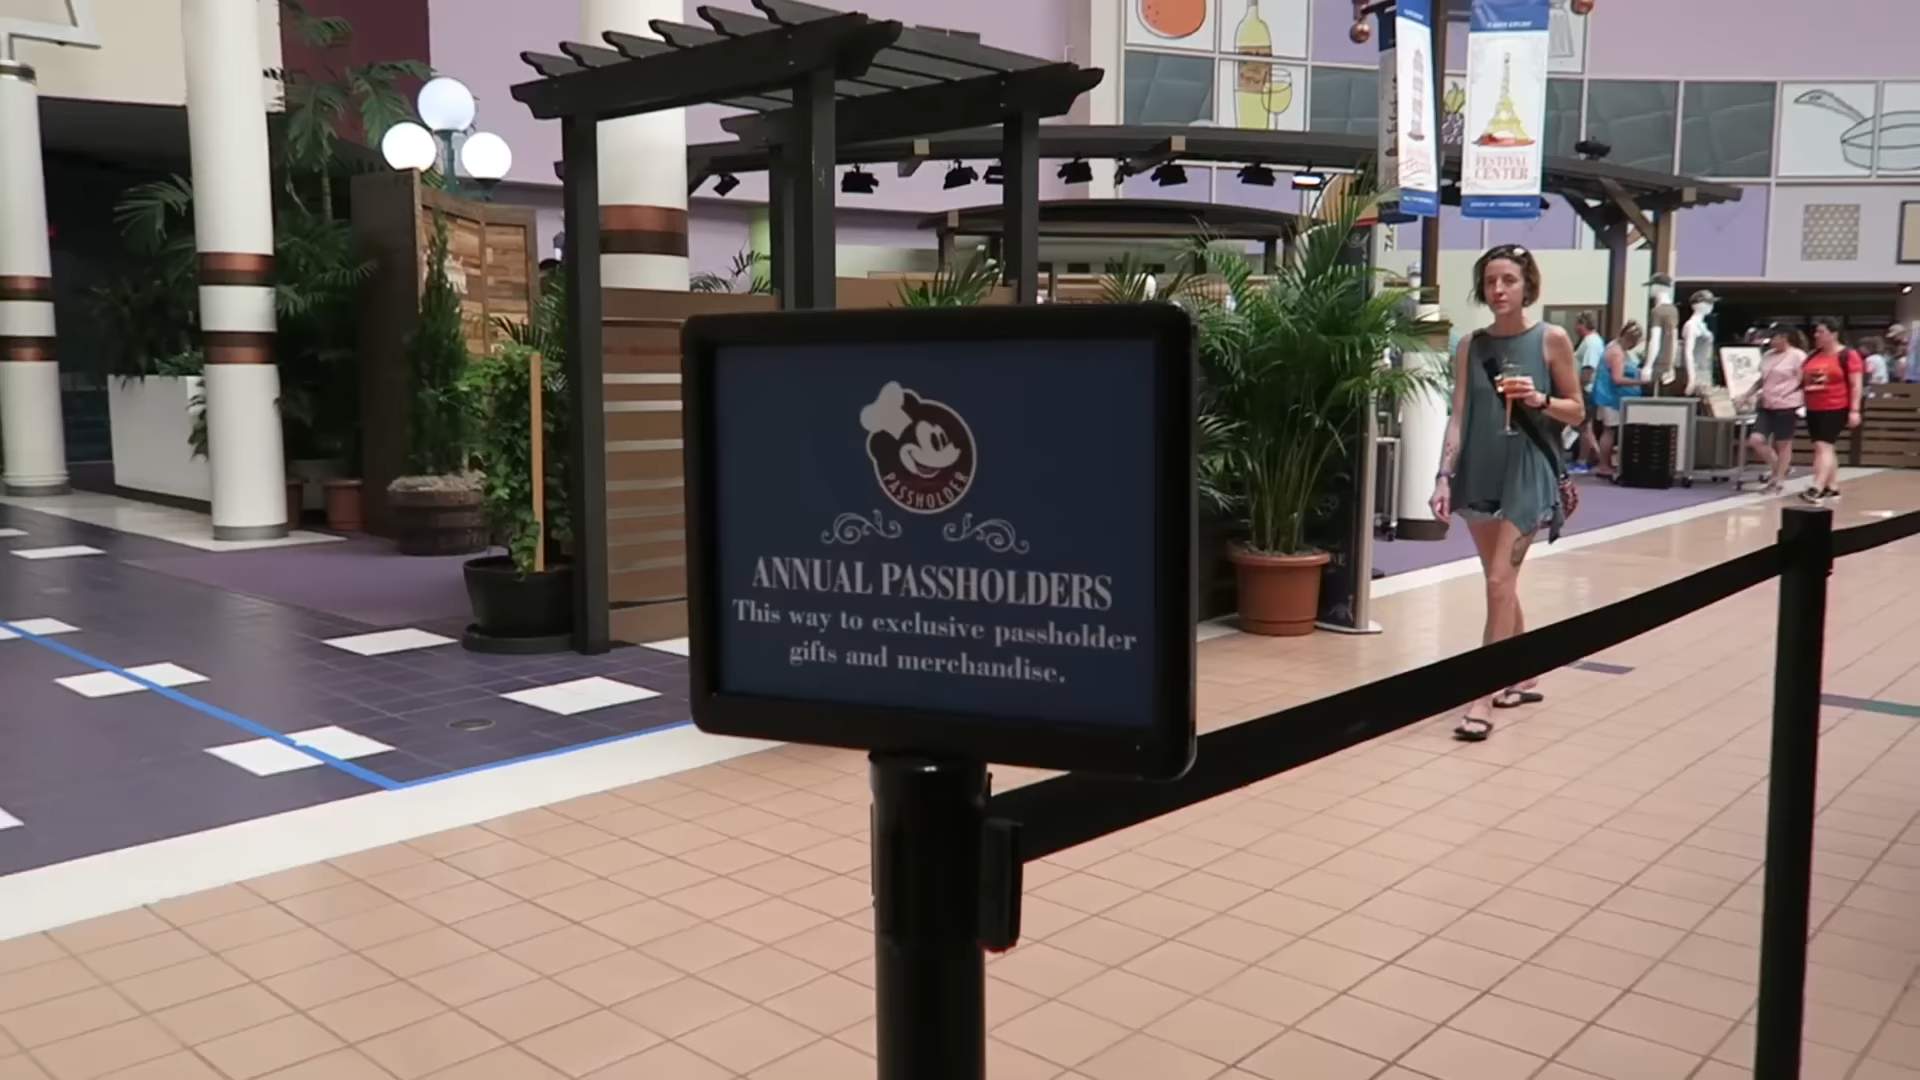 FESTIVAL
CENTER
PASSHOLDER
ANNUAL PASSHOLDERS
This way to exclusive passholder
gifts and merchandise.